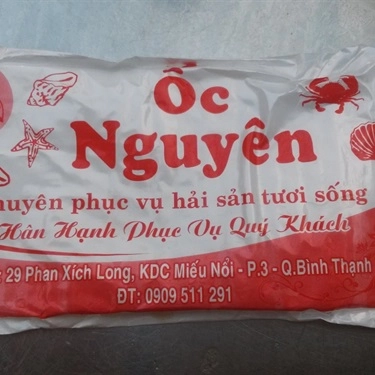 Ốc
Nguyên
huyên phục vụ hải sản tươi sống
Hân Hạnh Phục Vụ Quý Khách
29 Phan Xích Long, KDC Miếu Nổi - P.3 - Q.Bình Thạnh
ĐT: 0909 511 291